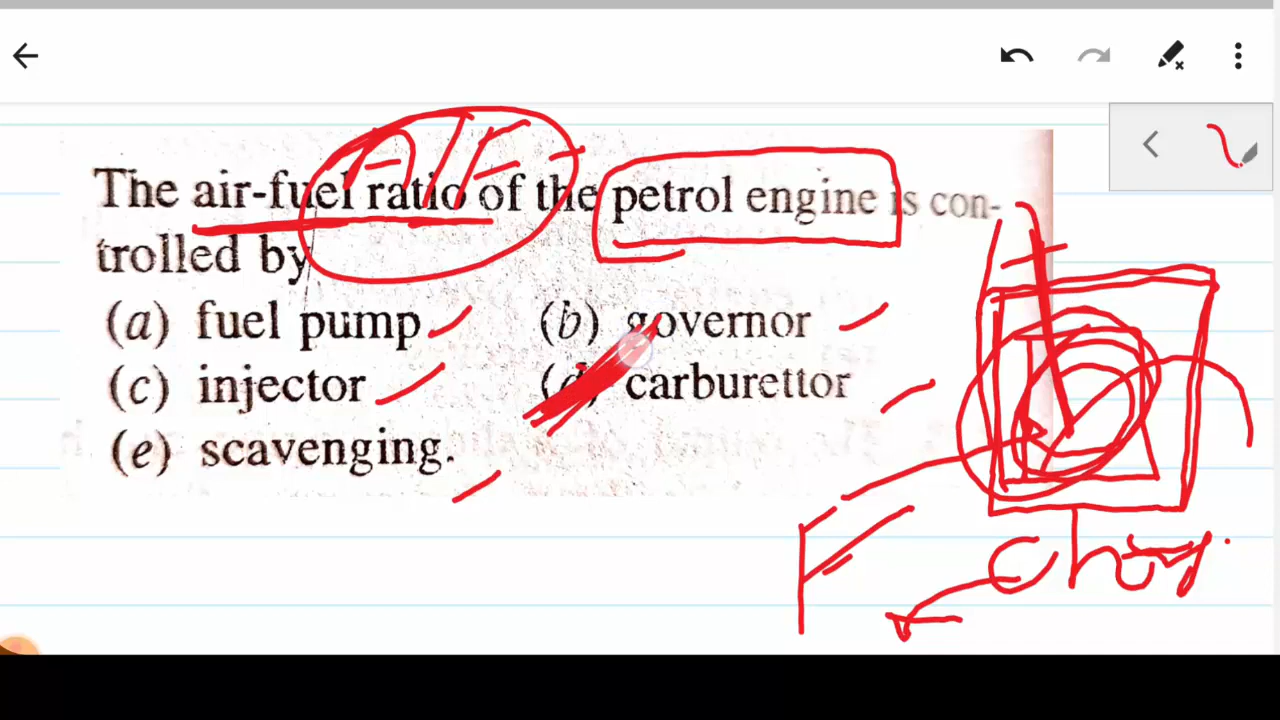 A/F
The air-fuel ratio of the petrol engine is con-
trolled by
(a) fuel pump
(b) governor
(c) injector
(d) carburettor
(e) scavenging.